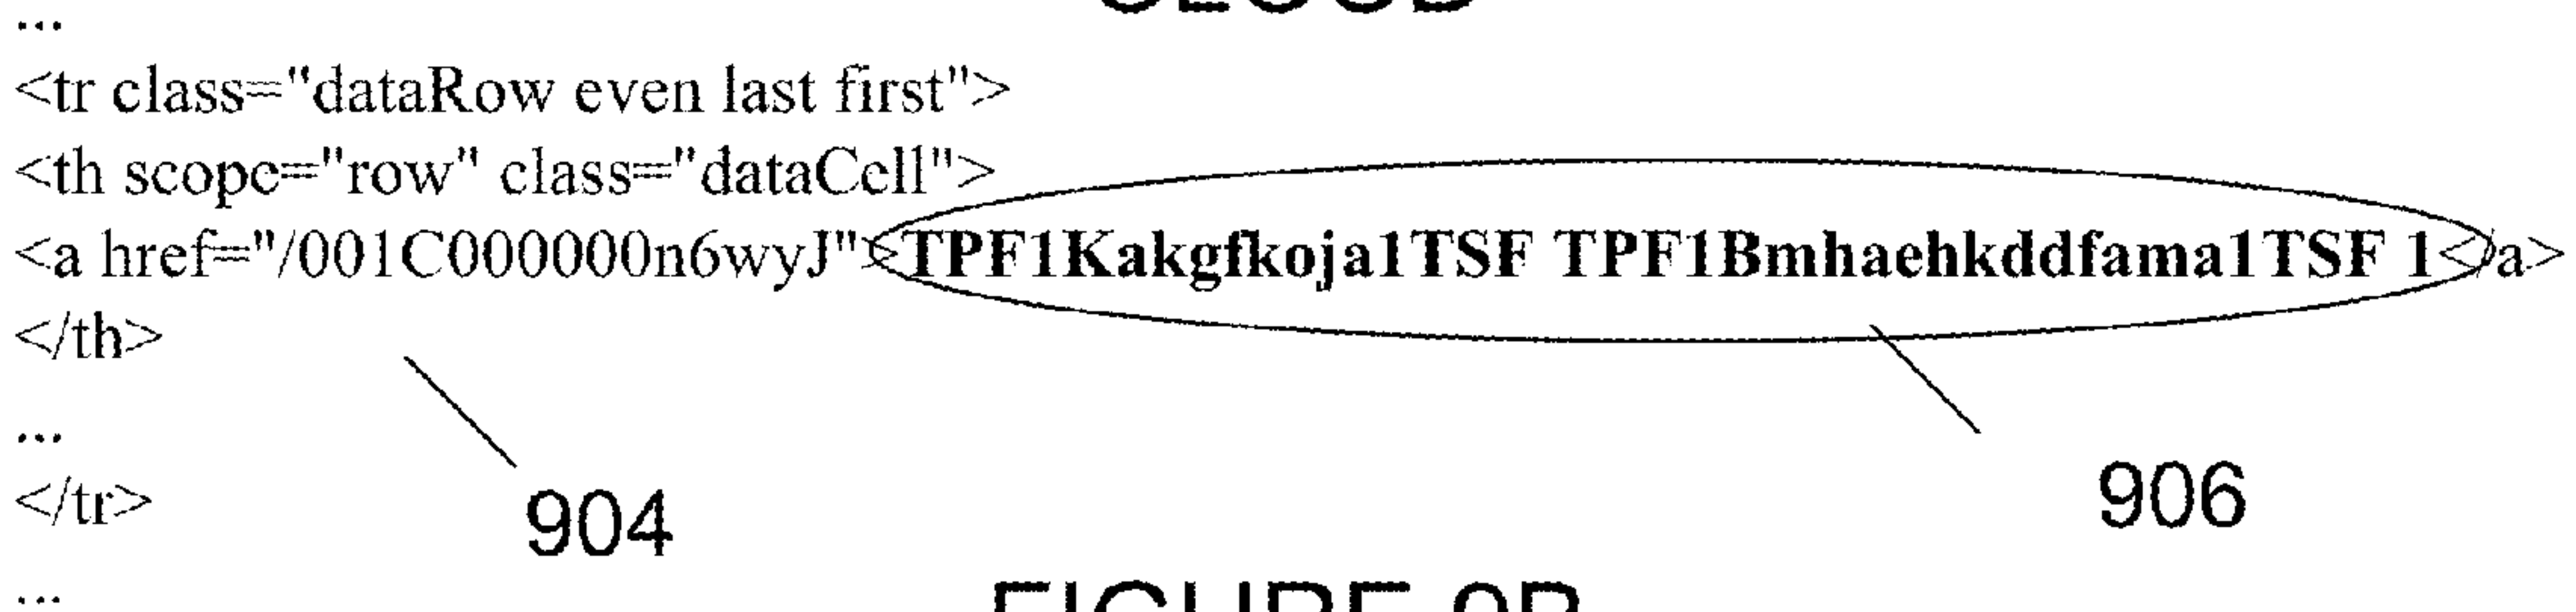 ...
<tr class="dataRow even last first">
<th scope="row" class="dataCell">
<a href="/001C000000n6wyJ">TPF1Kakgfkoja1TSF TPF1Bmhaehkddfama1TSF 1</a>
</th>
...
</tr>
904
906
...